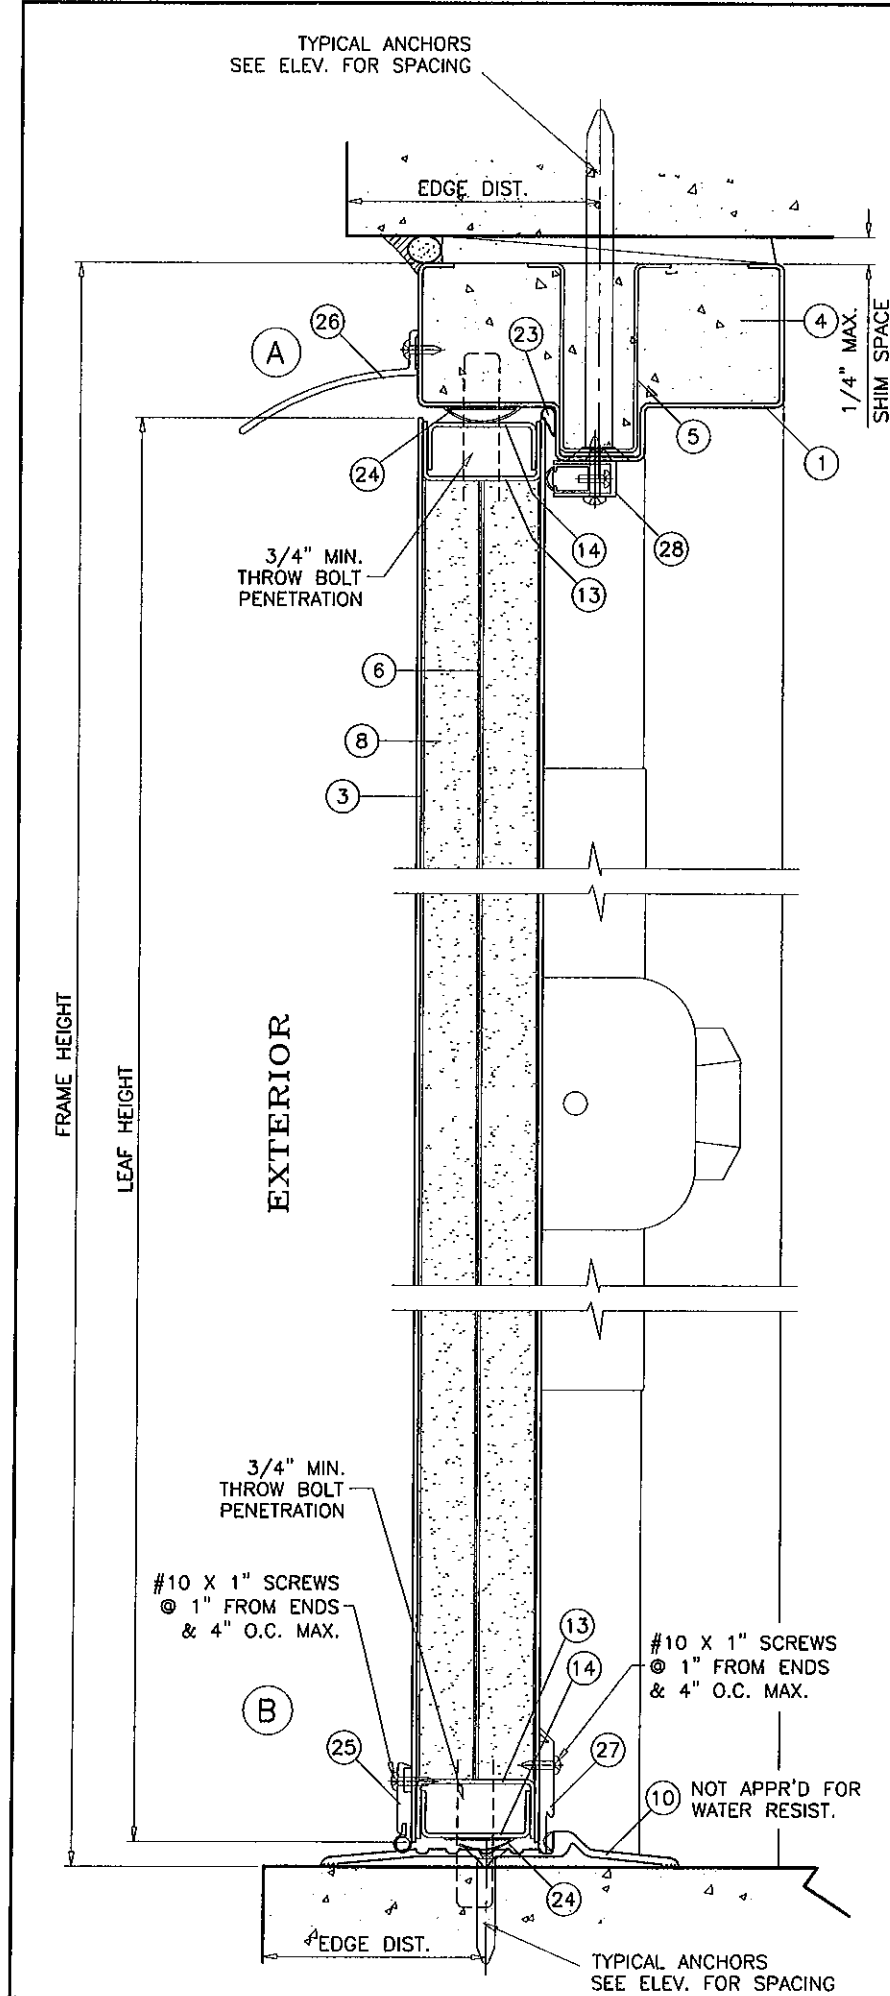 TYPICAL ANCHORS
SEE ELEV. FOR SPACING
EDGE DIST.
26
A
23
4
1/4" MAX.
SHIM SPACE
5
1
24
14
28
3/4" MIN.
THROW BOLT
PENETRATION
13
6
8
3
FRAME HEIGHT
LEAF HEIGHT
EXTERIOR
3/4" MIN.
THROW BOLT
PENETRATION
#10 X 1" SCREWS
@ 1" FROM ENDS
& 4" O.C. MAX.
13
#10 X 1" SCREWS
@ 1" FROM ENDS
& 4" O.C. MAX.
14
B
25
27
10
NOT APPR'D FOR
WATER RESIST.
24
EDGE DIST.
TYPICAL ANCHORS
SEE ELEV. FOR SPACING